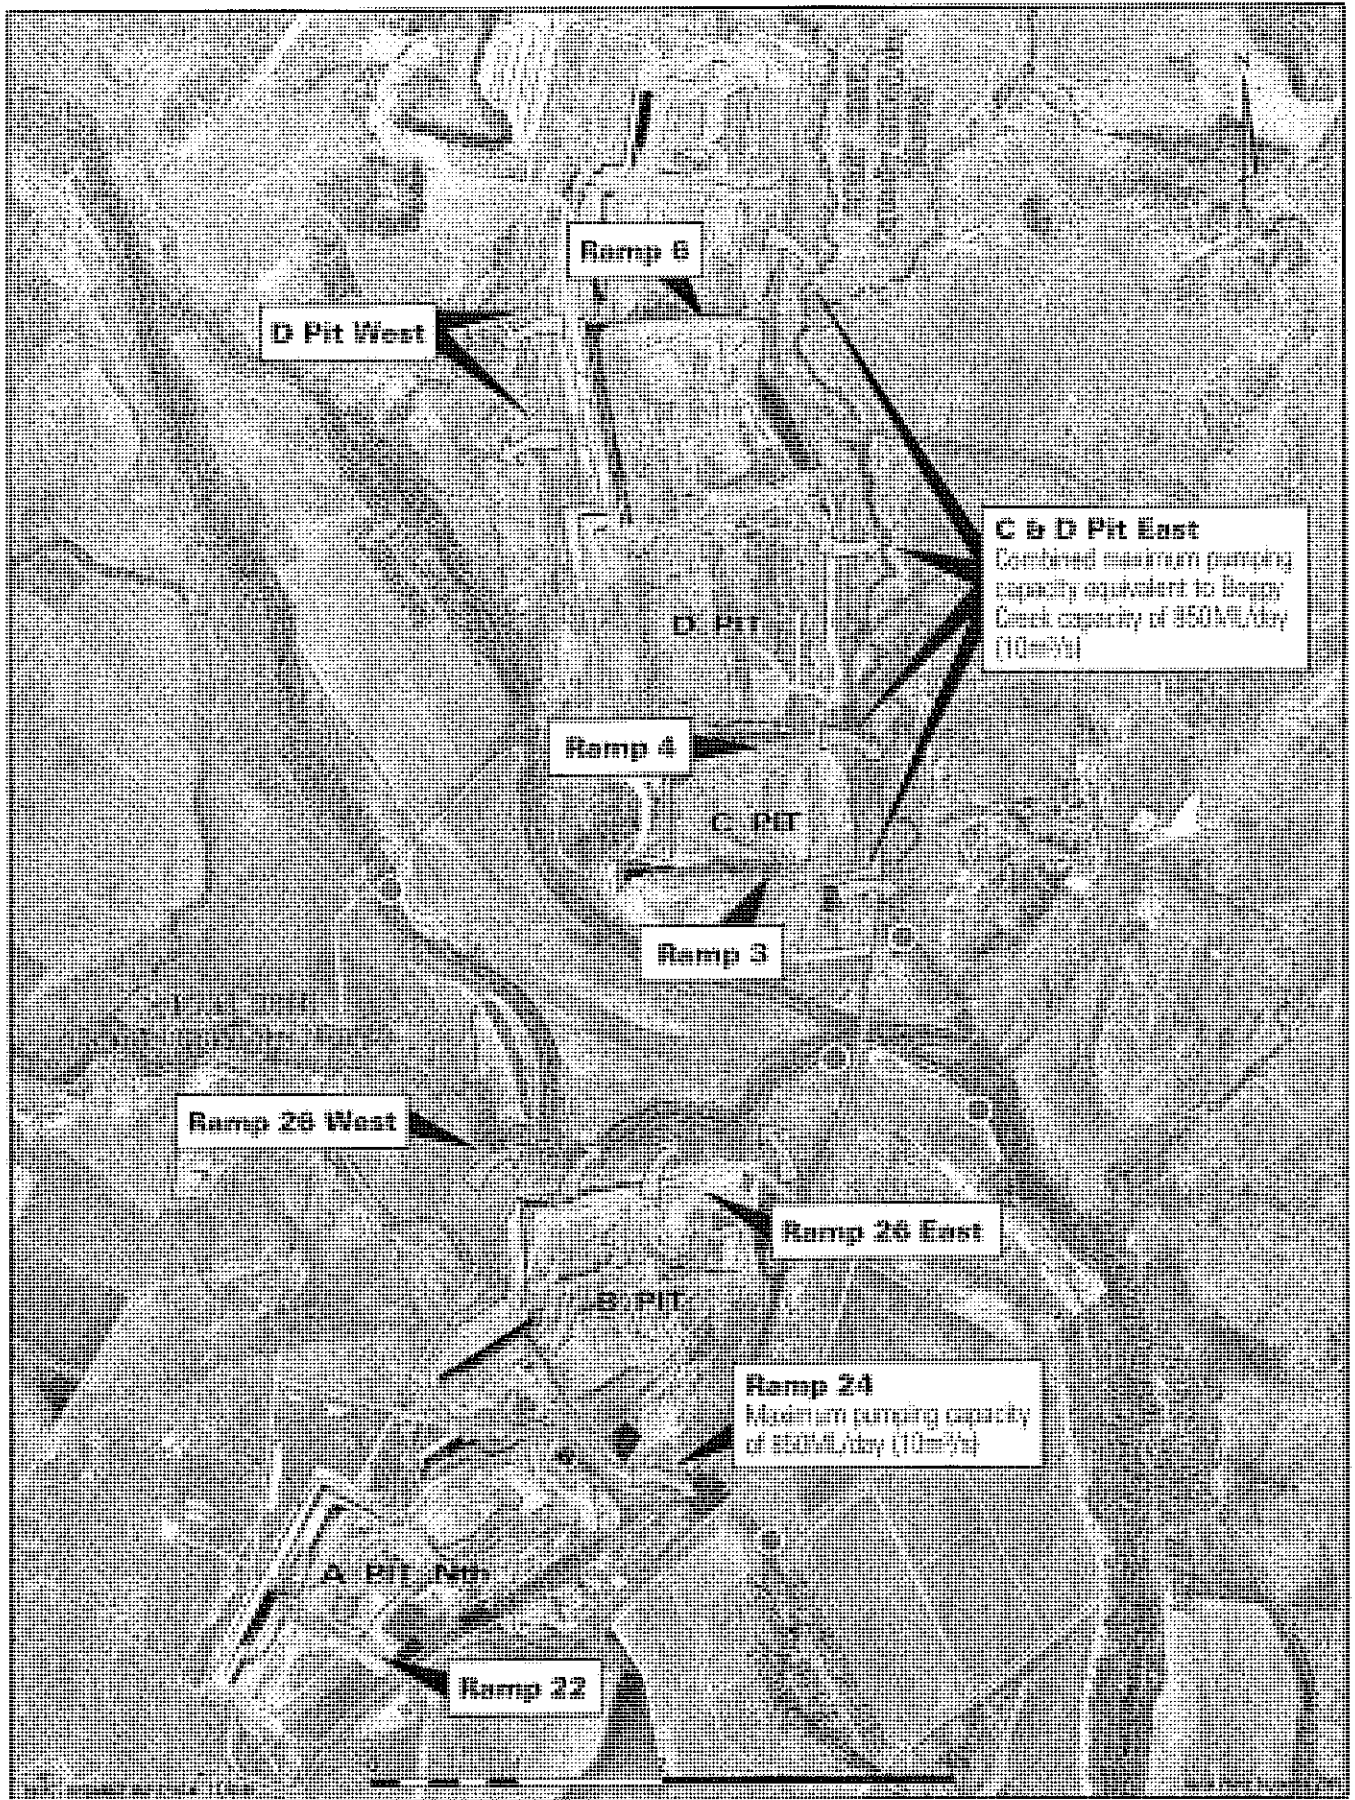 Ramp 6
D Pit West
C & D Pit East
Combined maximum pumping
capacity equivalent to Boggy
Creek capacity of 850ML/day
(10m³/s)
D PIT
Ramp 4
C PIT
Ramp 3
Ramp 26 West
Ramp 26 East
B PIT
Ramp 24
Maximum pumping capacity
of 850ML/day (10m³/s)
A PIT Nth
Ramp 22